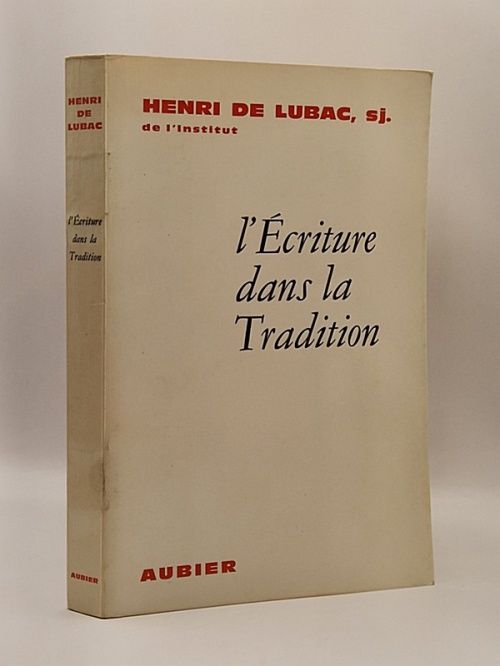 HENRI
DE
LUBAC
l'Écriture
dans la
Tradition
AUBIER
HENRI DE LUBAC, sj.
de l'Institut
l'Écriture
dans la
Tradition
AUBIER